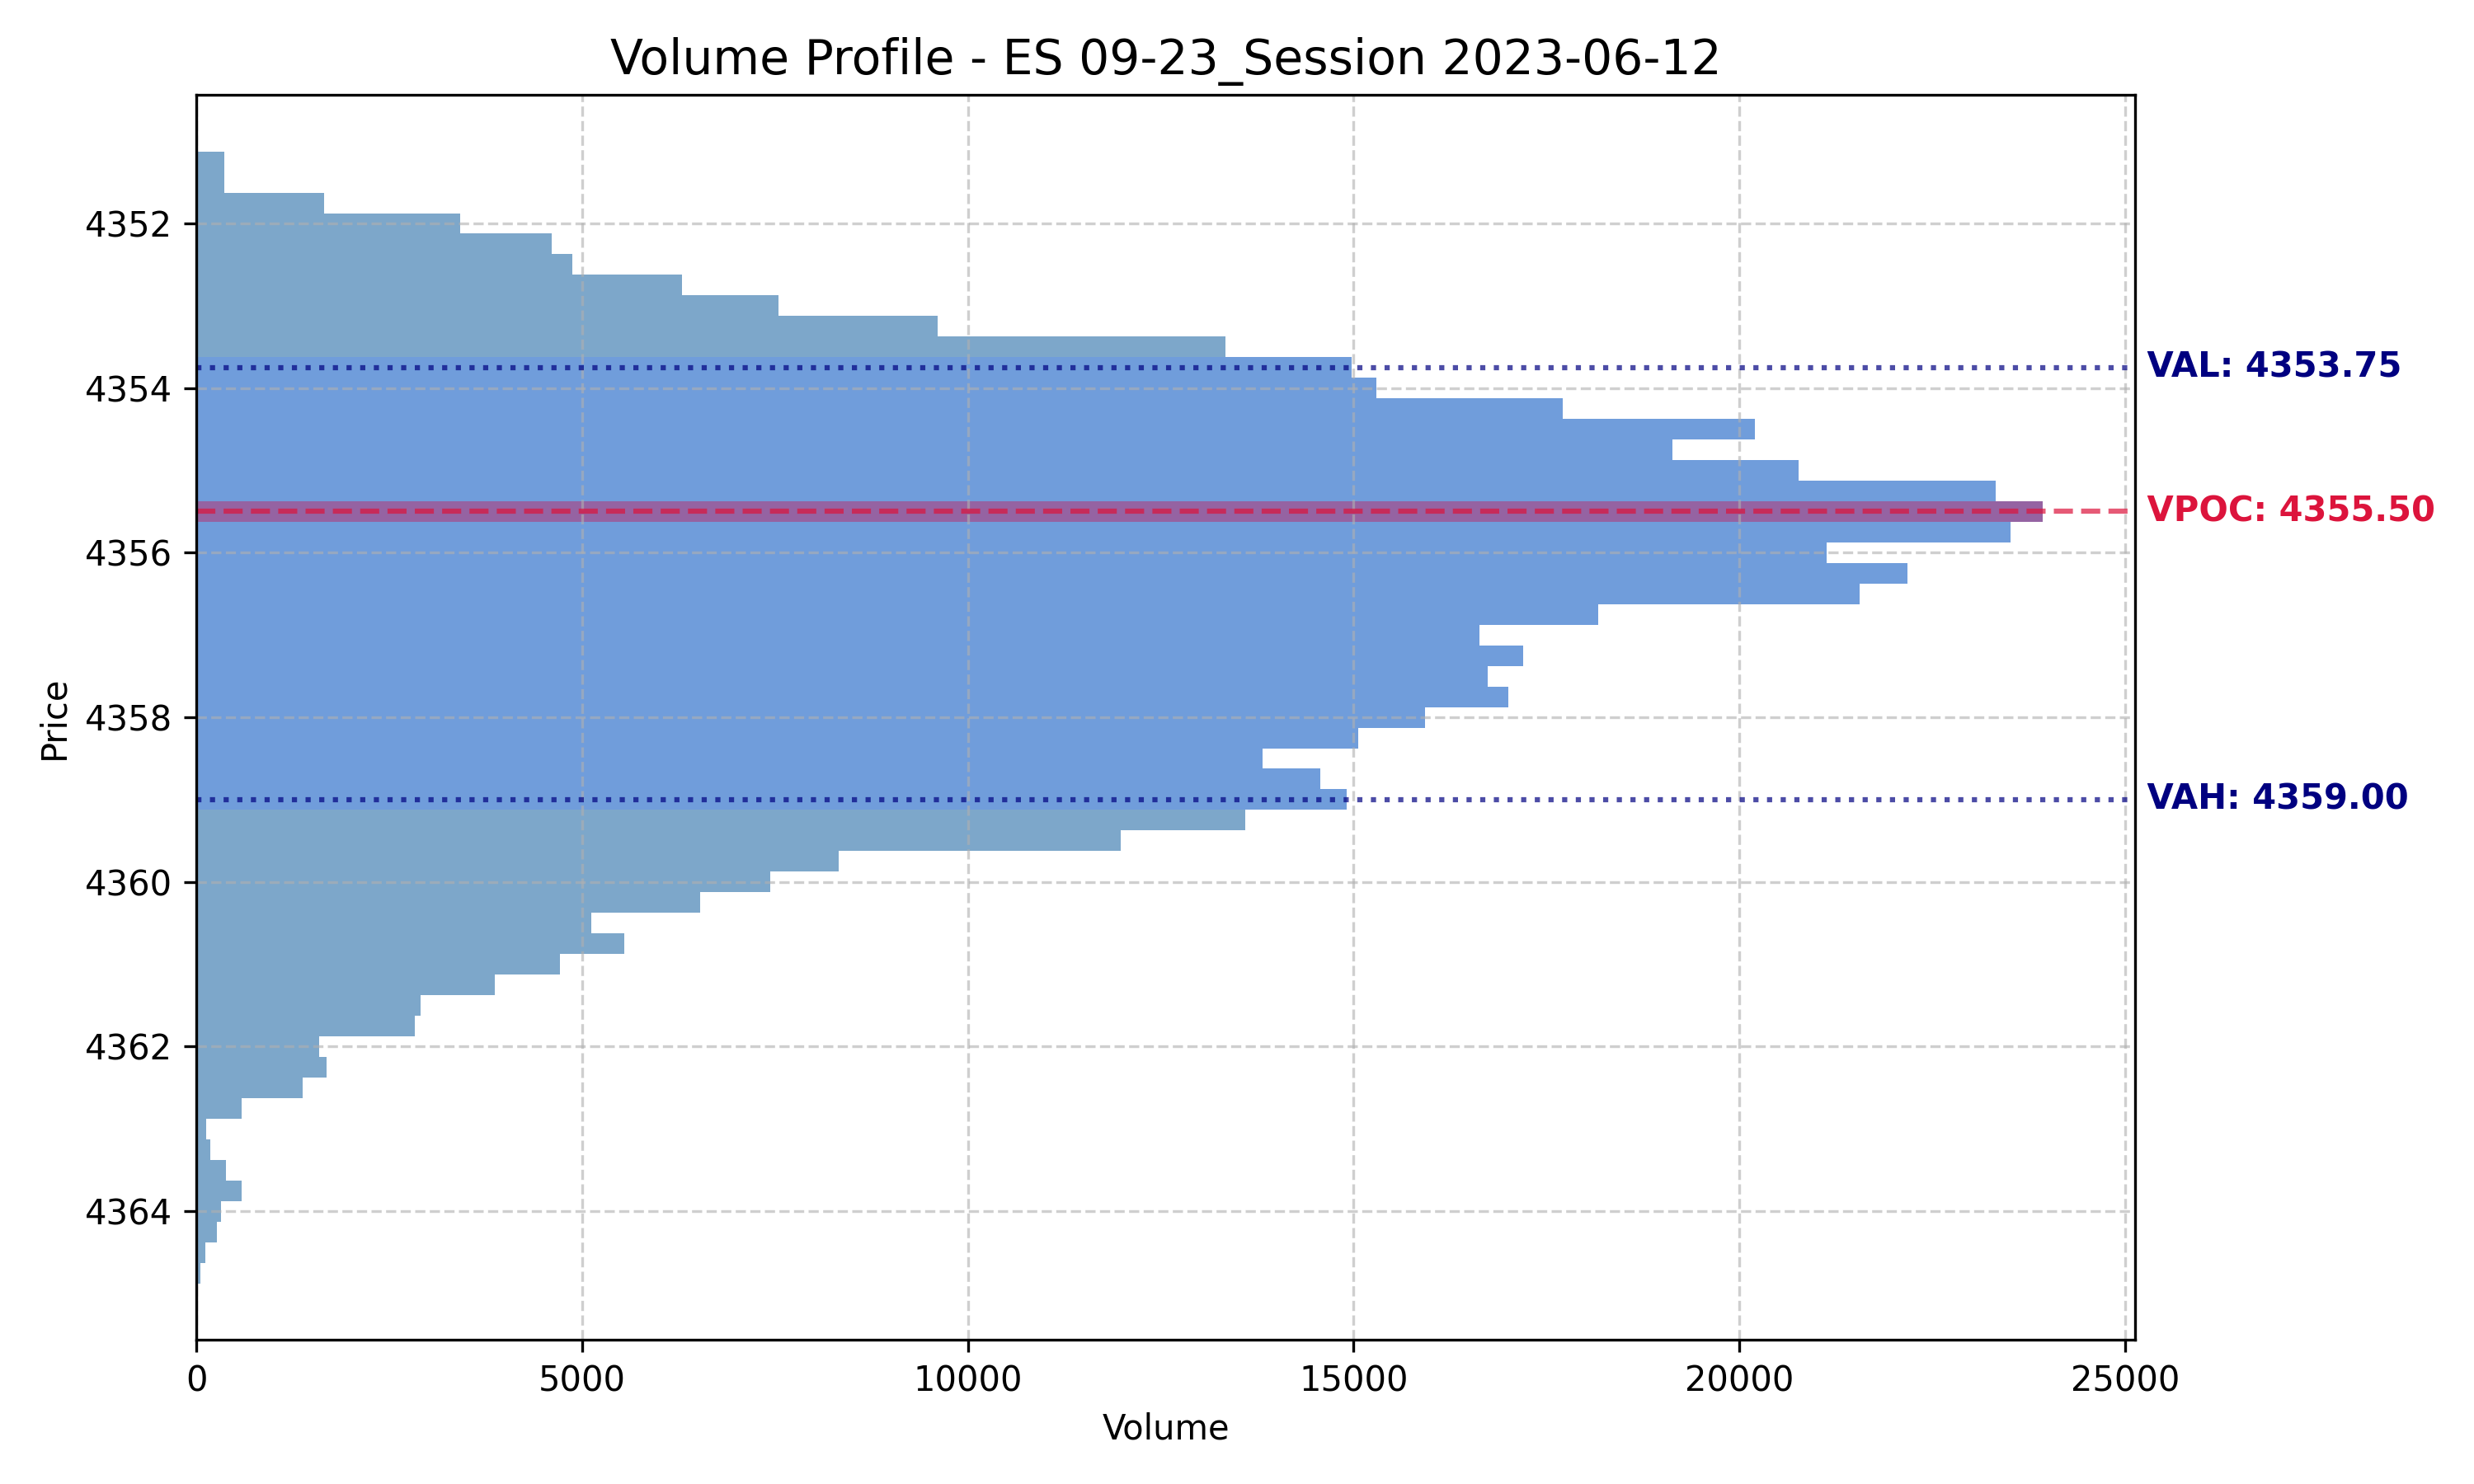 Volume Profile - ES 09-23_Session 2023-06-12
4352
VAL: 4353.75
4354
VPOC: 4355.50
4356
Price
4358
VAH: 4359.00
4360
4362
4364
0 5000 10000 15000 20000 25000
Volume